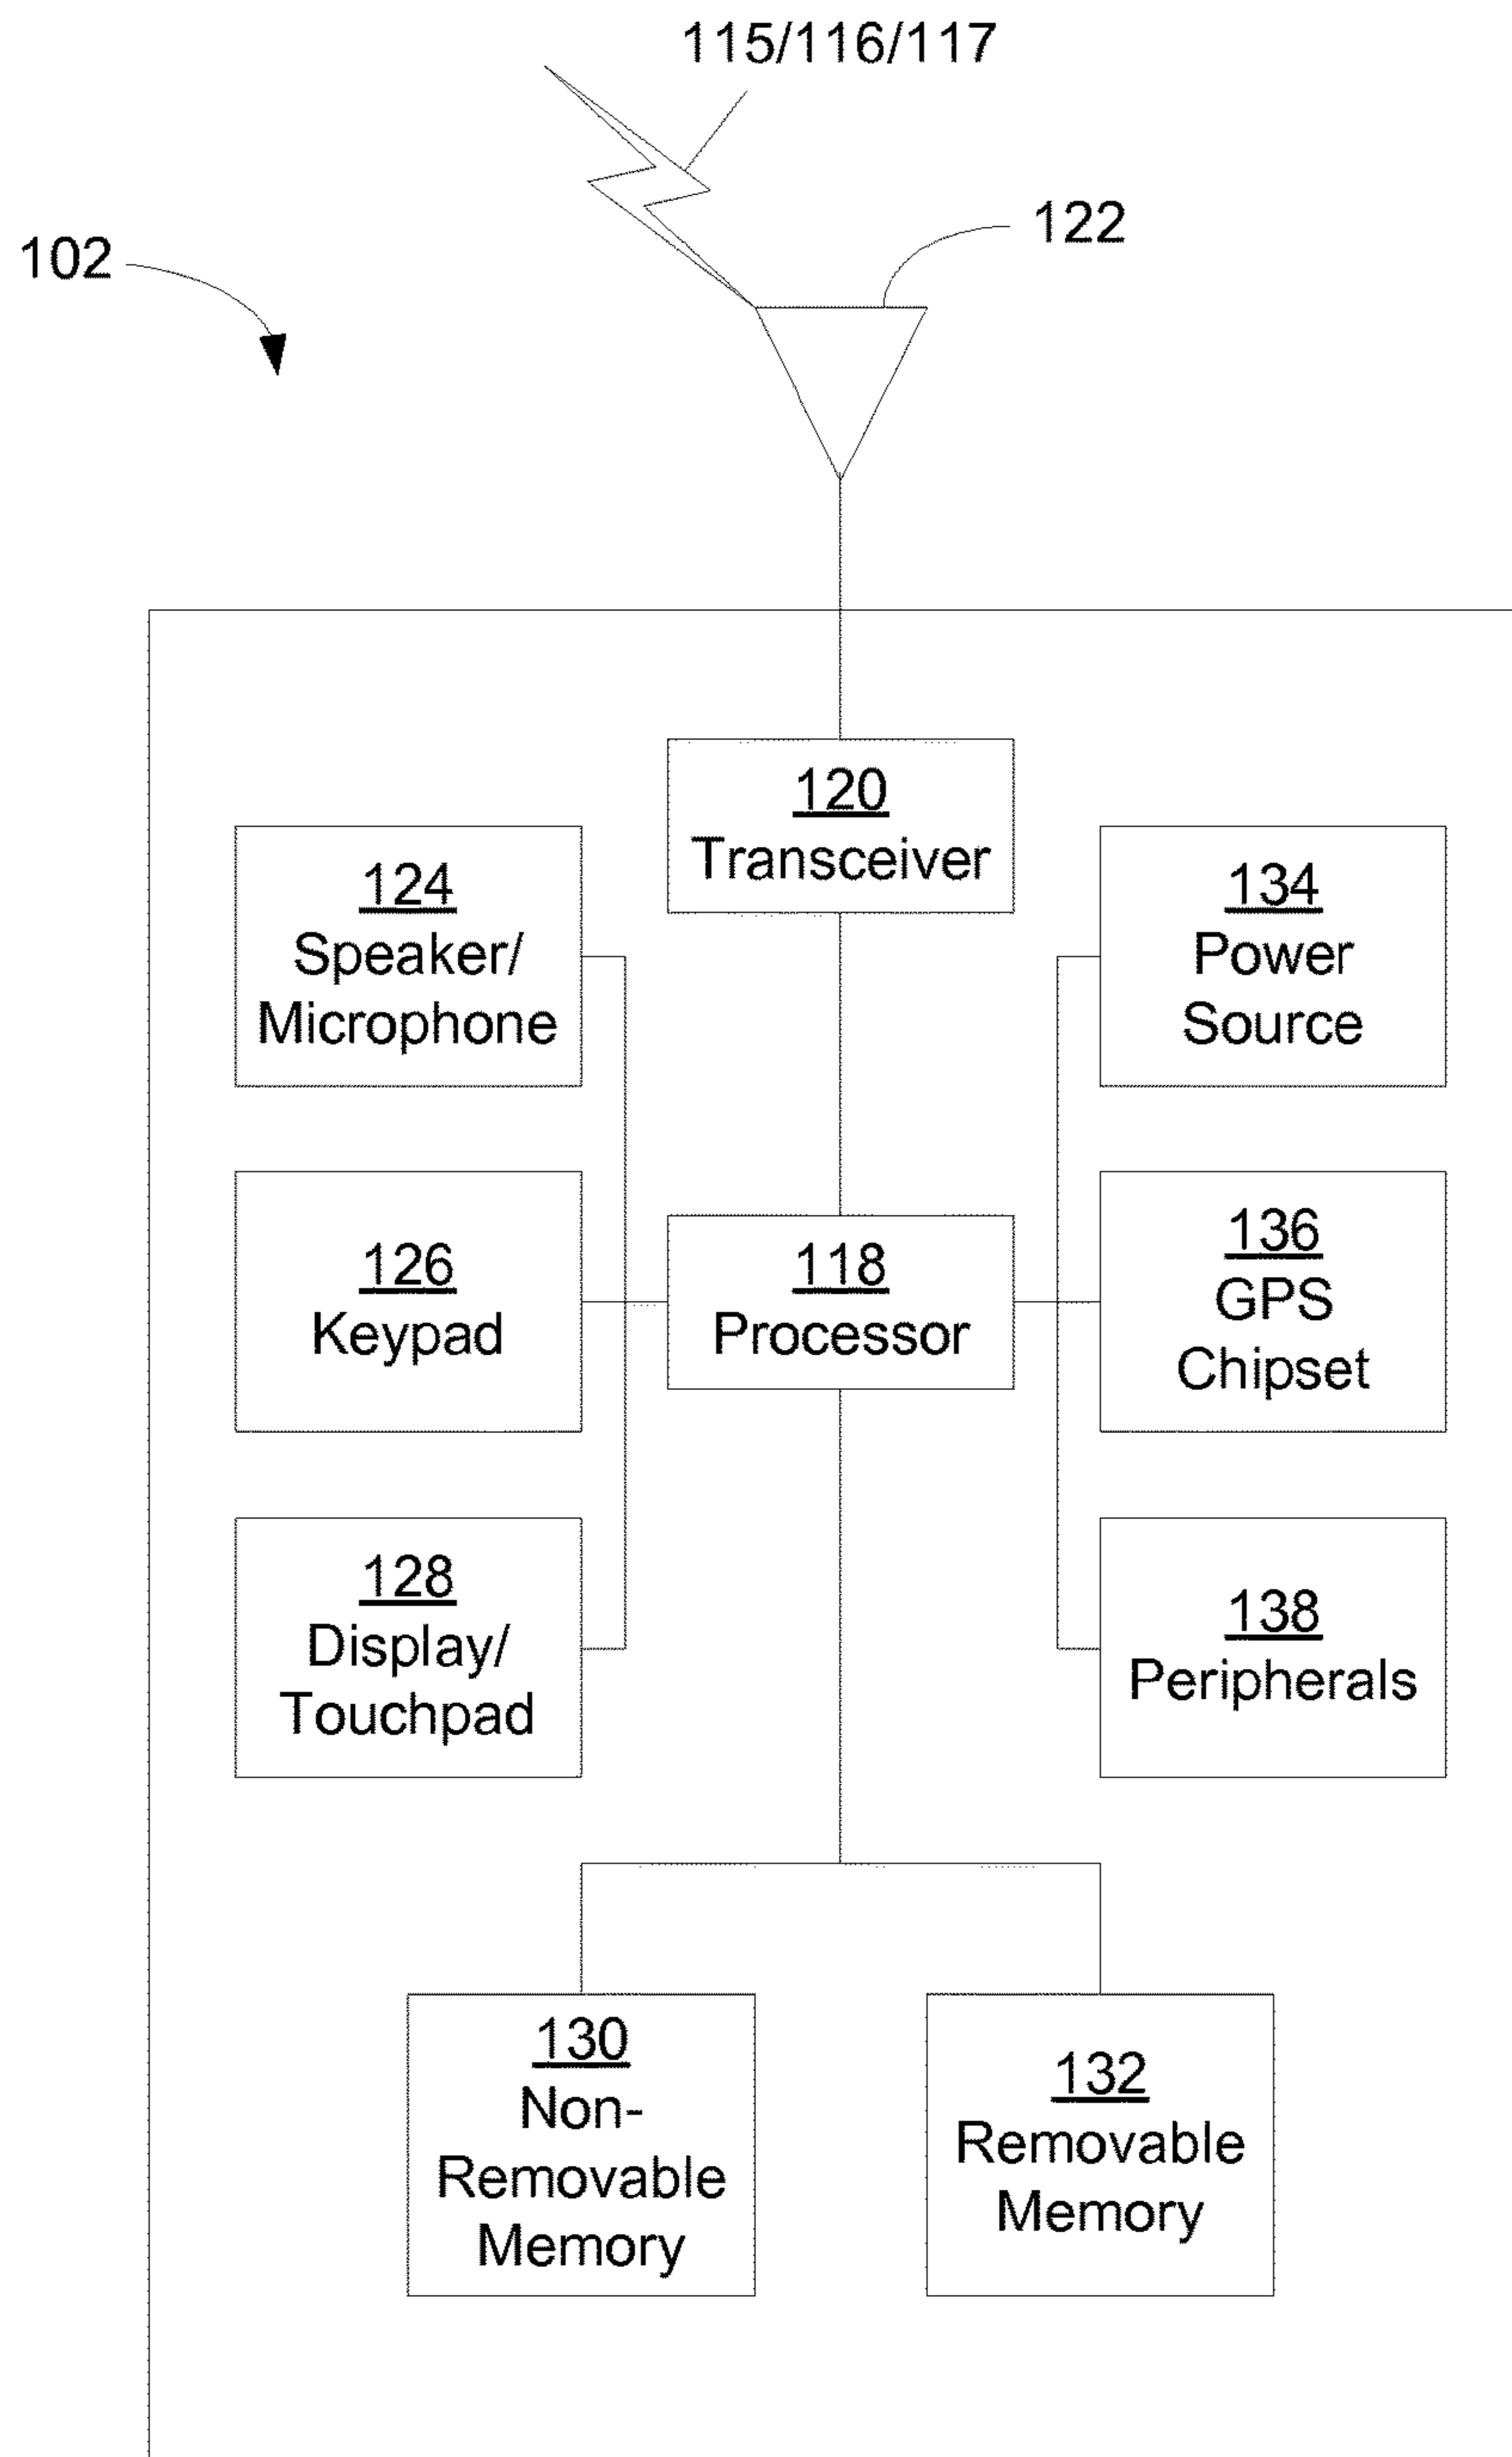 115/116/117
122
102
120
Transceiver
124
Speaker/
Microphone
134
Power
Source
126
Keypad
118
Processor
136
GPS
Chipset
128
Display/
Touchpad
138
Peripherals
130
Non-
Removable
Memory
132
Removable
Memory